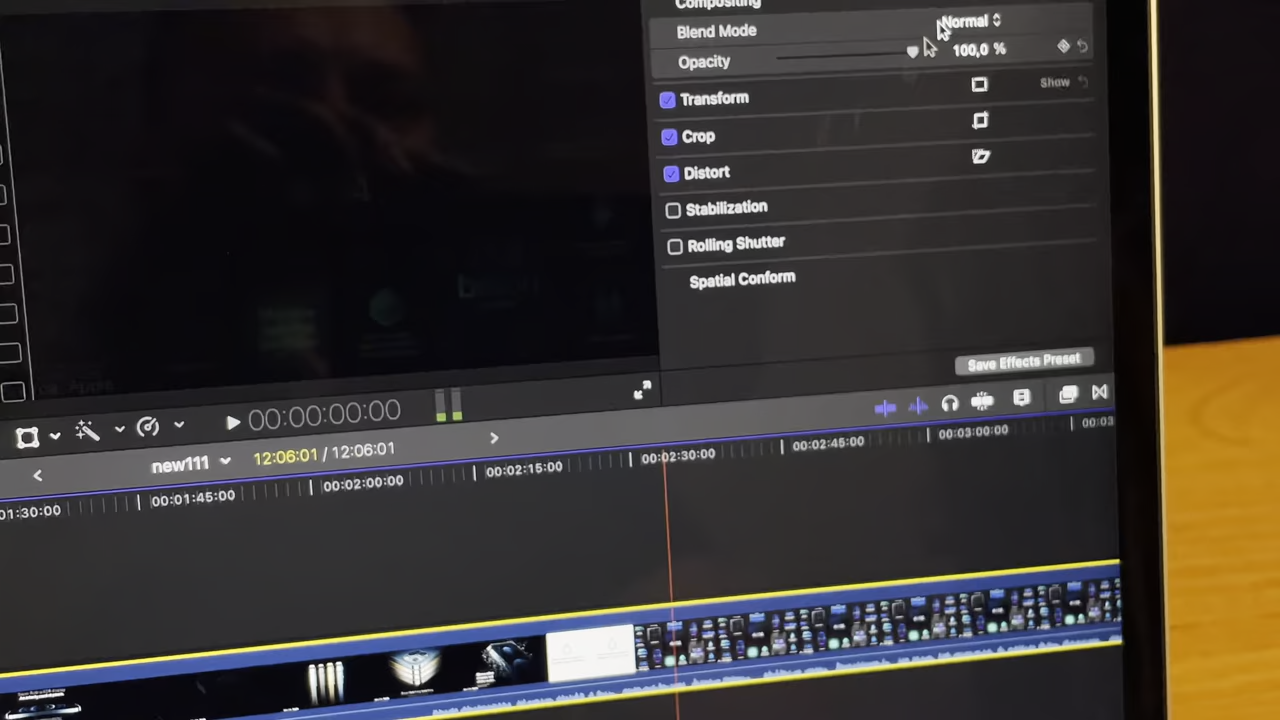 Compositing
Blend Mode Normal
Opacity 100,0 %
Transform Show
Crop
Distort
Stabilization
Rolling Shutter
Spatial Conform
Save Effects Preset
00:00:00:00
new111 12:06:01 / 12:06:01
01:30:00 00:01:45:00 00:02:00:00 00:02:15:00 00:02:30:00 00:02:45:00 00:03:00:00 00:03